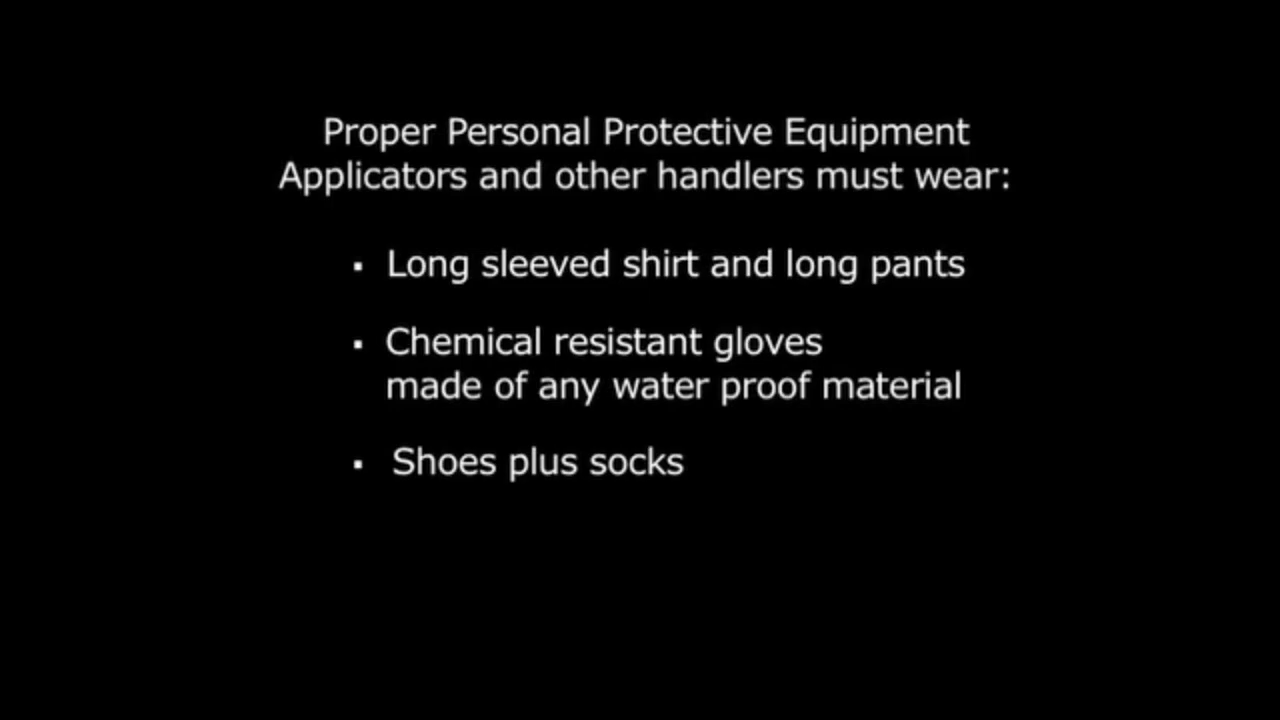 Proper Personal Protective Equipment
Applicators and other handlers must wear:
▪ Long sleeved shirt and long pants
▪ Chemical resistant gloves
made of any water proof material
▪ Shoes plus socks